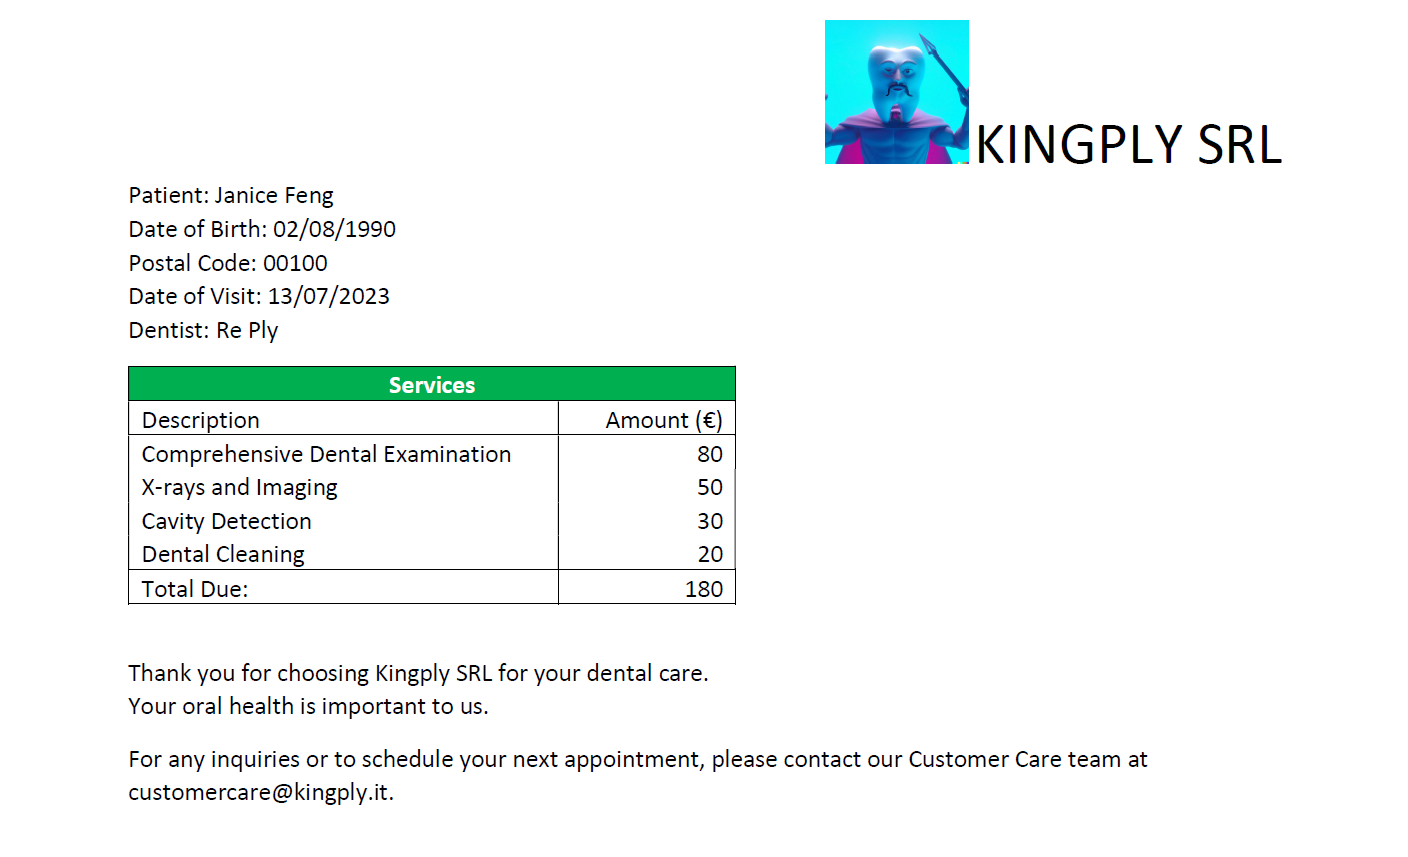 KINGPLY SRL
Patient: Janice Feng
Date of Birth: 02/08/1990
Postal Code: 00100
Date of Visit: 13/07/2023
Dentist: Re Ply
Services
Description Amount (€)
Comprehensive Dental Examination 80
X-rays and Imaging 50
Cavity Detection 30
Dental Cleaning 20
Total Due: 180
Thank you for choosing Kingply SRL for your dental care.
Your oral health is important to us.
For any inquiries or to schedule your next appointment, please contact our Customer Care team at
customercare@kingply.it.